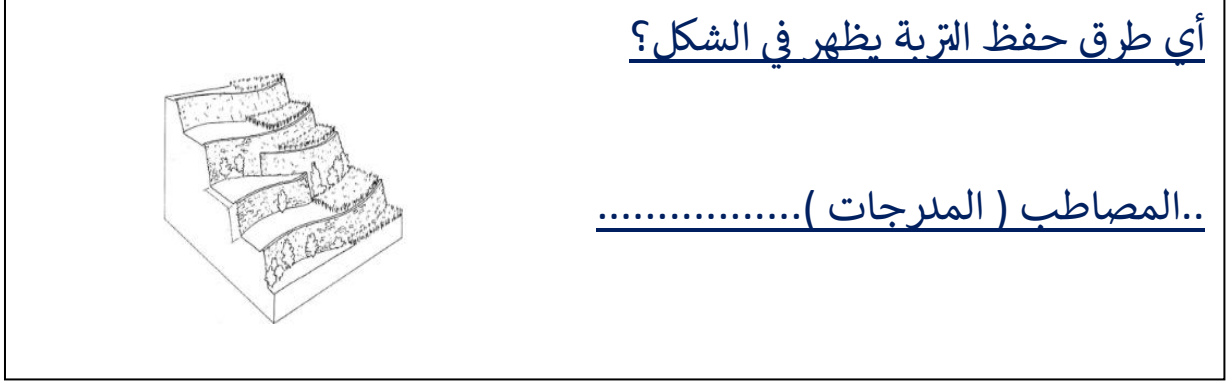 أي طرق حفظ التربة يظهر في الشكل؟
..المصاطب ( المدرجات )..................